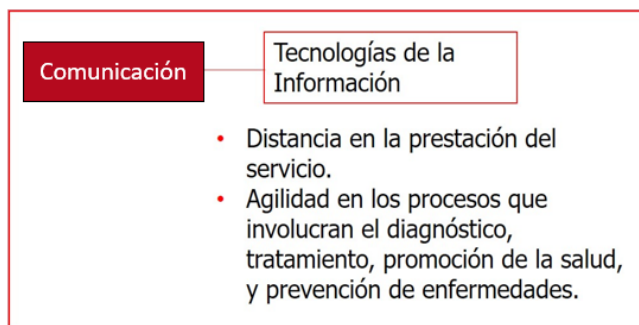 Comunicación
Tecnologías de la
Información
• Distancia en la prestación del
servicio.
• Agilidad en los procesos que
involucran el diagnóstico,
tratamiento, promoción de la salud,
y prevención de enfermedades.